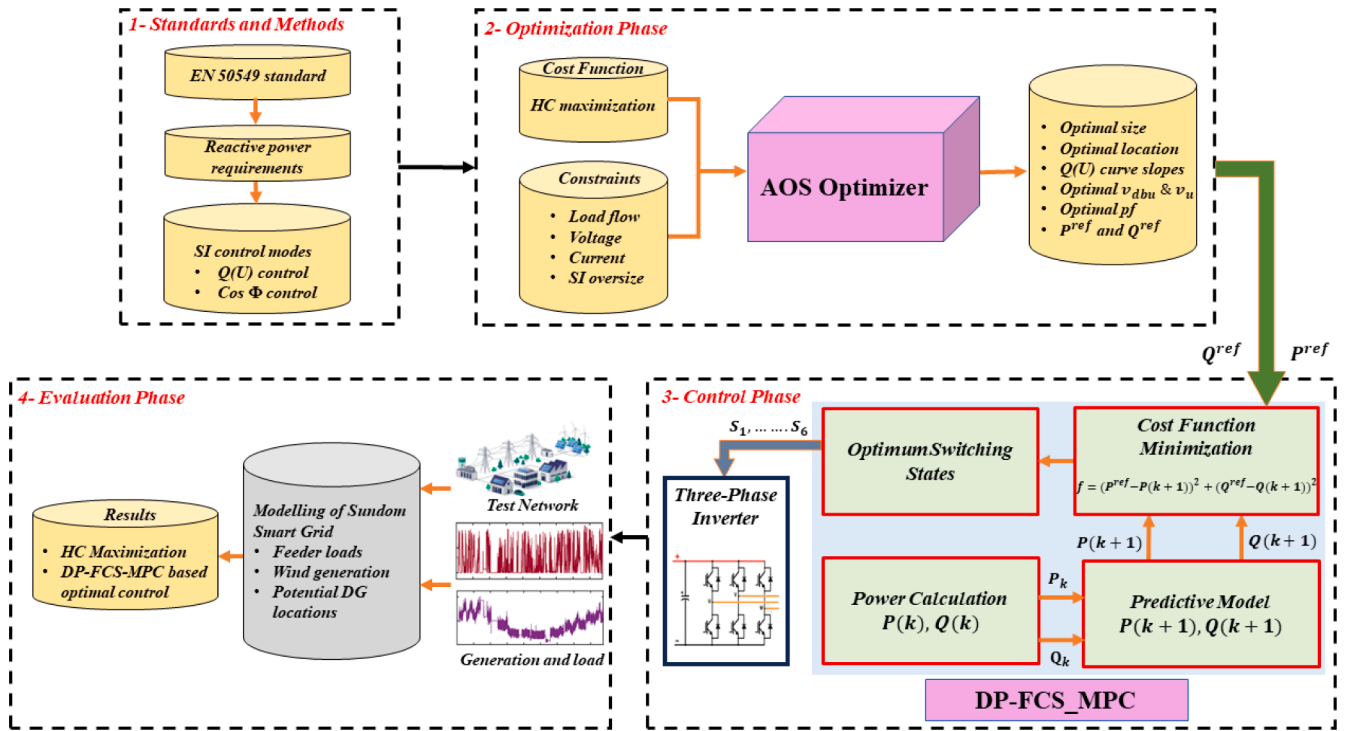 1- Standards and Methods
EN 50549 standard
Reactive power
requirements
SI control modes
• Q(U) control
• Cos Φ control
2- Optimization Phase
Cost Function
HC maximization
Constraints
• Load flow
• Voltage
• Current
• SI oversize
AOS Optimizer
• Optimal size
• Optimal location
• Q(U) curve slopes
• Optimal v_dbu & v_u
• Optimal pf
• P^ref and Q^ref
Q^ref P^ref
3- Control Phase
Cost Function
Minimization
f = (P^ref−P(k+1))² + (Q^ref−Q(k+1))²
Optimum Switching
States
S₁, … …. S₆
Three-Phase
Inverter
+
-
P(k+1) Q(k+1)
Power Calculation
P(k), Q(k)
P_k
Q_k
Predictive Model
P(k+1), Q(k+1)
DP-FCS_MPC
4- Evaluation Phase
Test Network
Generation and load
Modelling of Sundom
Smart Grid
• Feeder loads
• Wind generation
• Potential DG
locations
Results
• HC Maximization
• DP-FCS-MPC based
optimal control